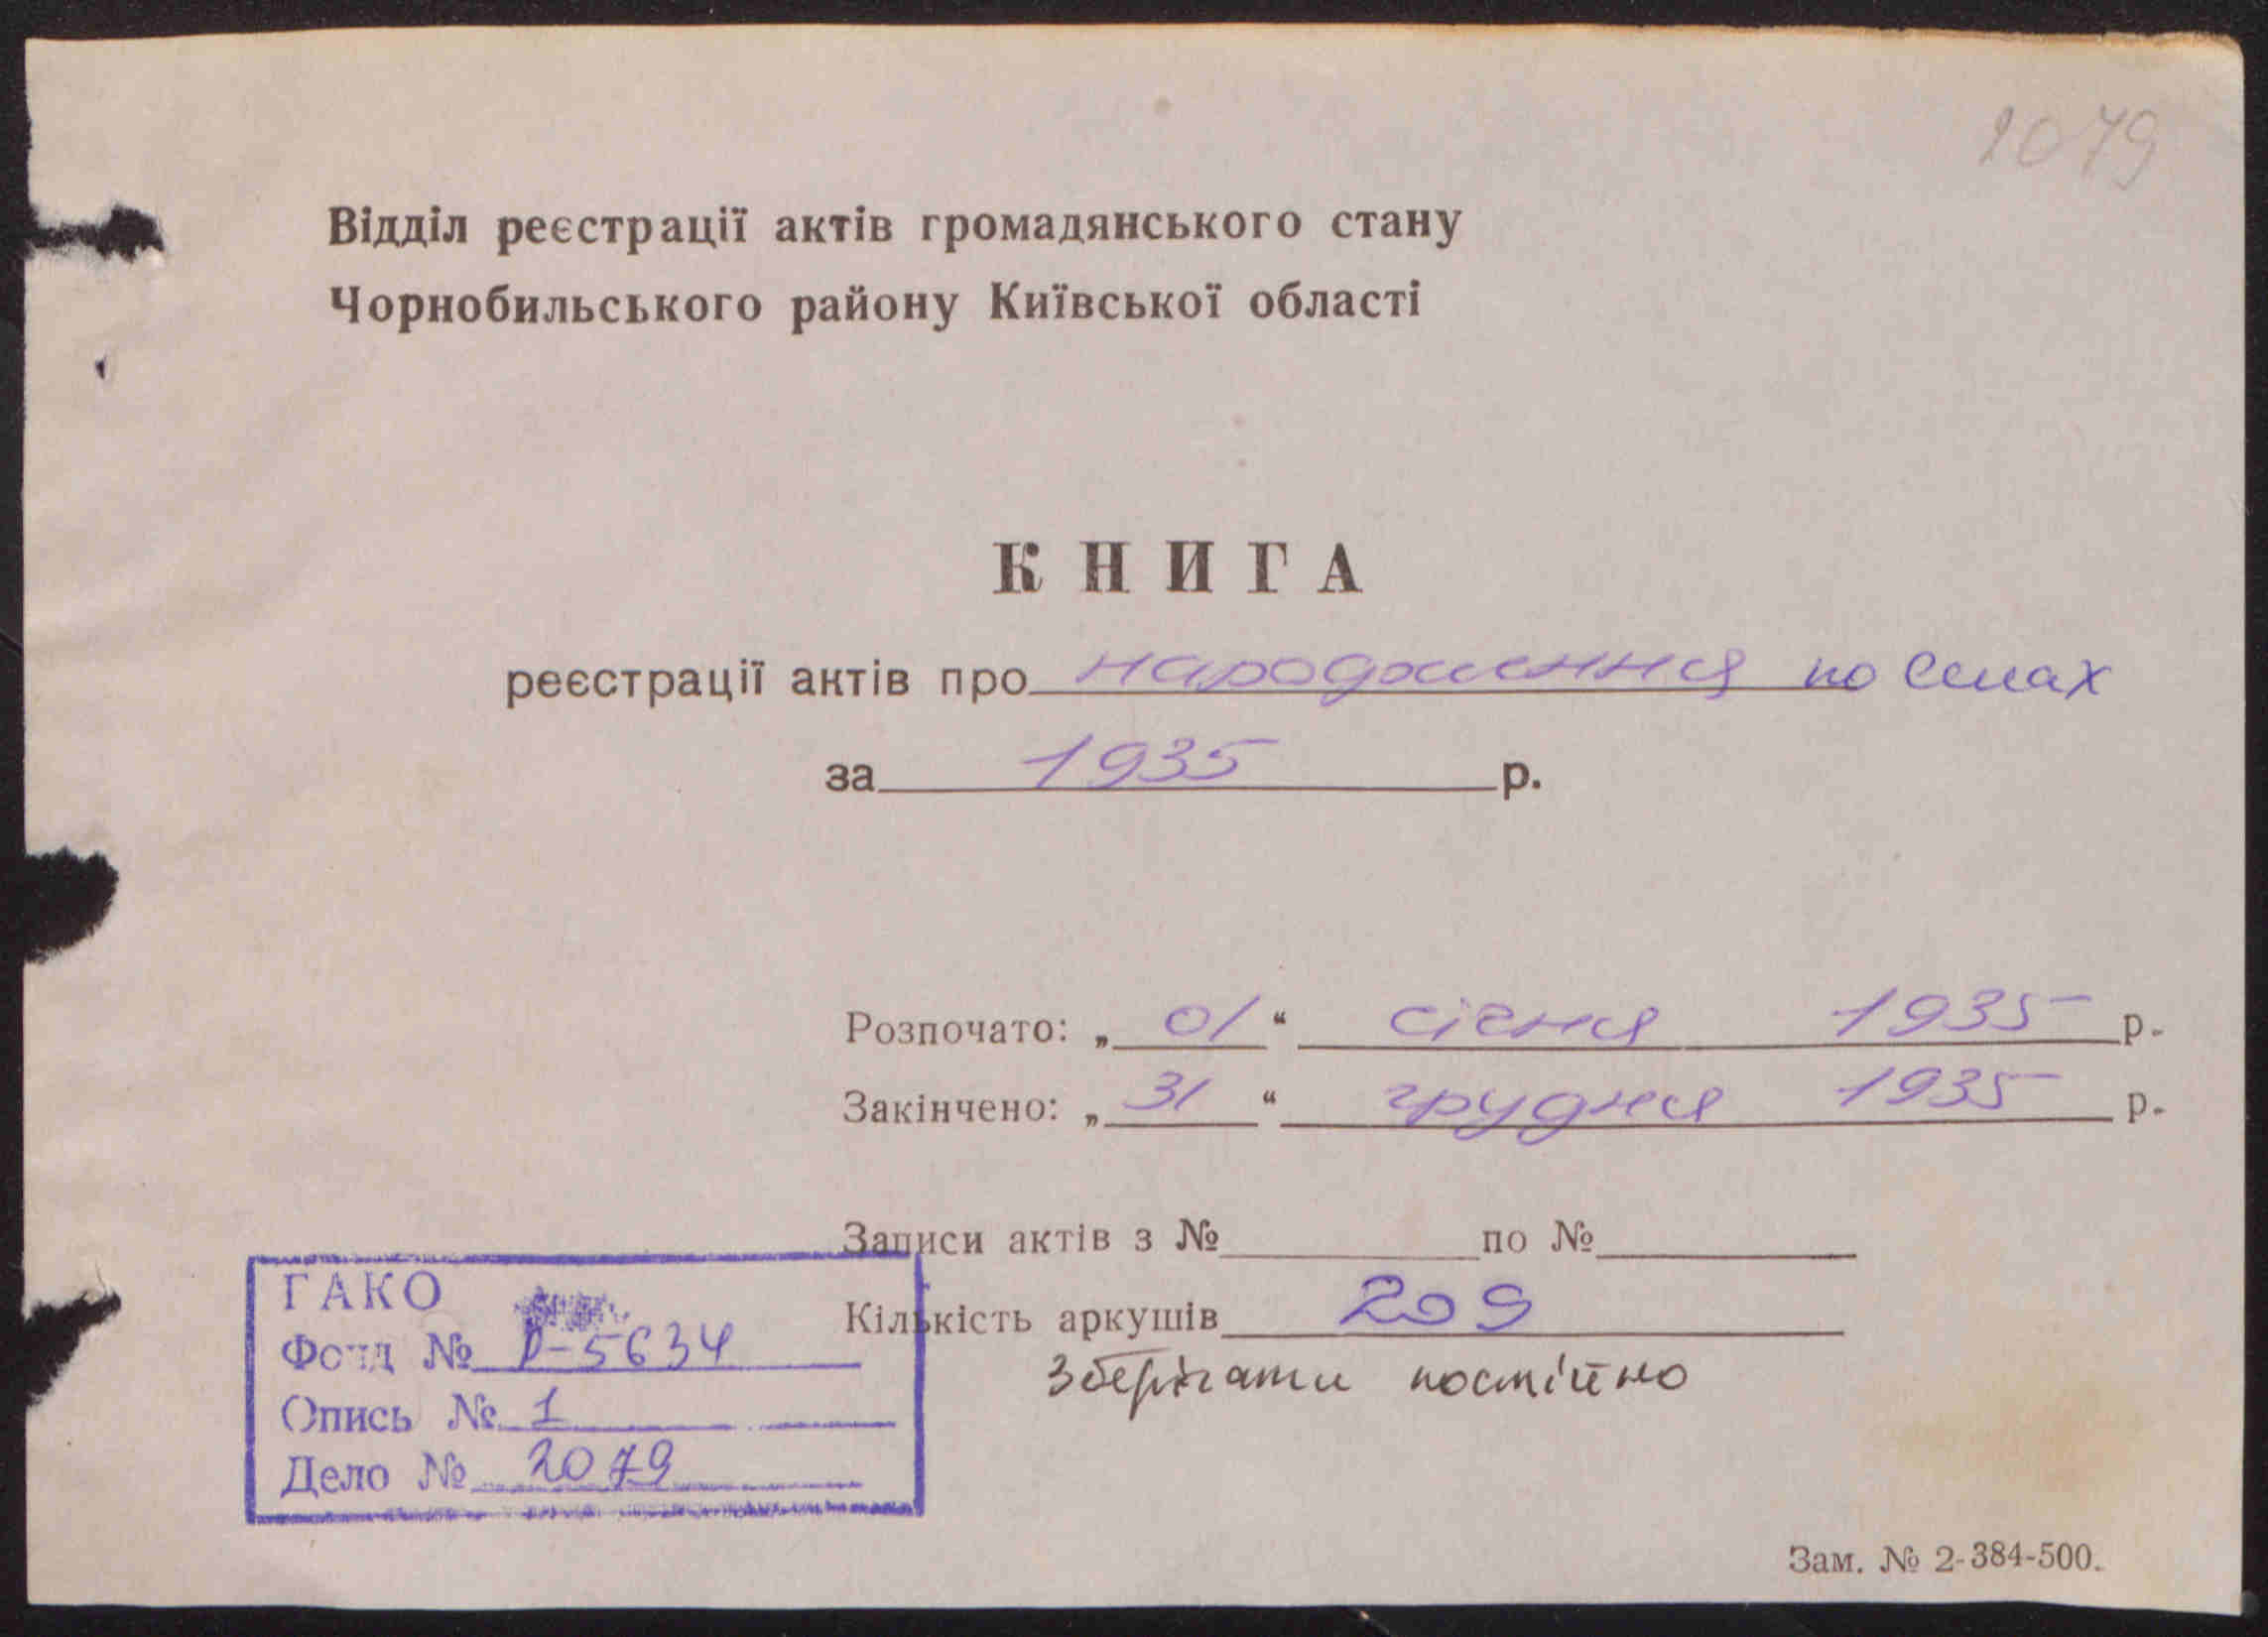 2079
Відділ реєстрації актів громадянського стану
Чорнобильського району Київської області
КНИГА
реєстрації актів про народження по селах
за 1935 р.
Розпочато: „ 01 “ січня 1935 р.
Закінчено: „ 31 “ грудня 1935 р.
Записи актів з № по №
Кількість аркушів 209
Зберігати постійно
ГАКО
Фонд № Р-5634
Опись № 1
Дело № 2079
Зам. № 2-384-500.